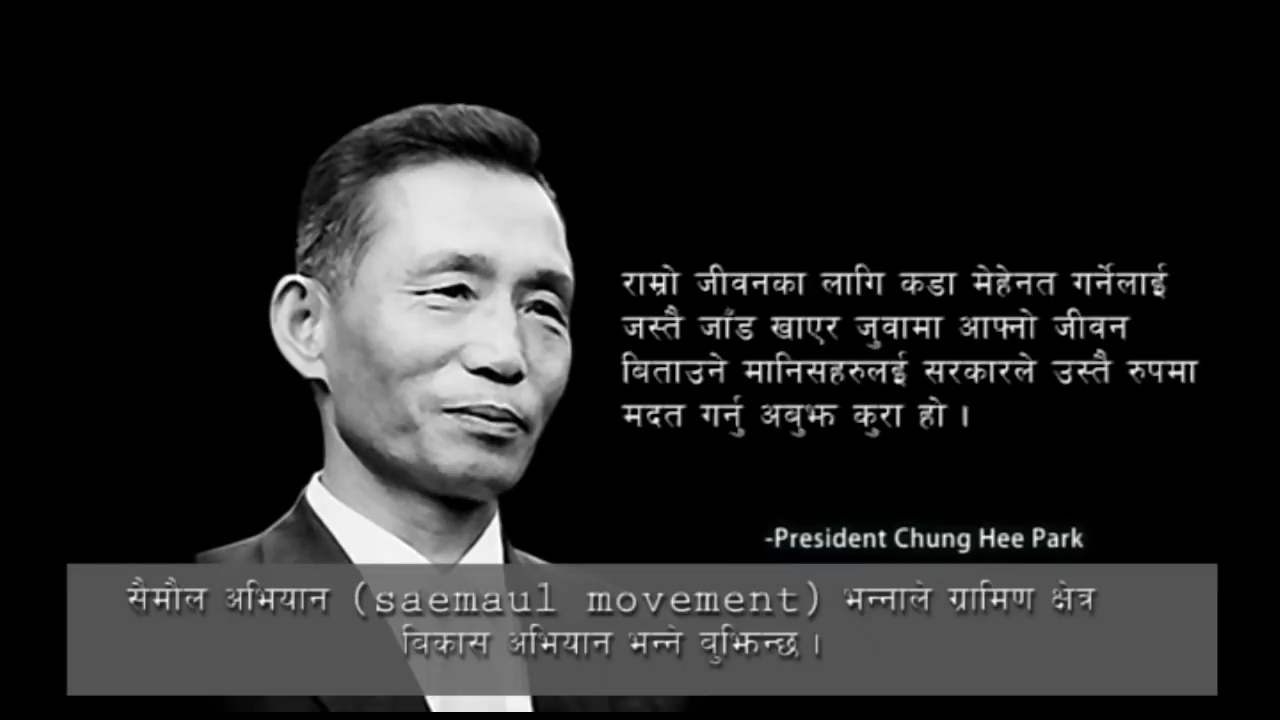 राम्रो जीवनका लागि कडा मेहेनत गर्नेलाई
जस्तै जाँड खाएर जुवामा आफ्नो जीवन
बिताउने मानिसहरुलई सरकारले उस्तै रुपमा
मदत गर्नु अबुझ कुरा हो ।
-President Chung Hee Park
सैमौल अभियान (saemaul movement) भन्नाले ग्रामिण क्षेत्र
विकास अभियान भन्ने वुझिन्छ ।